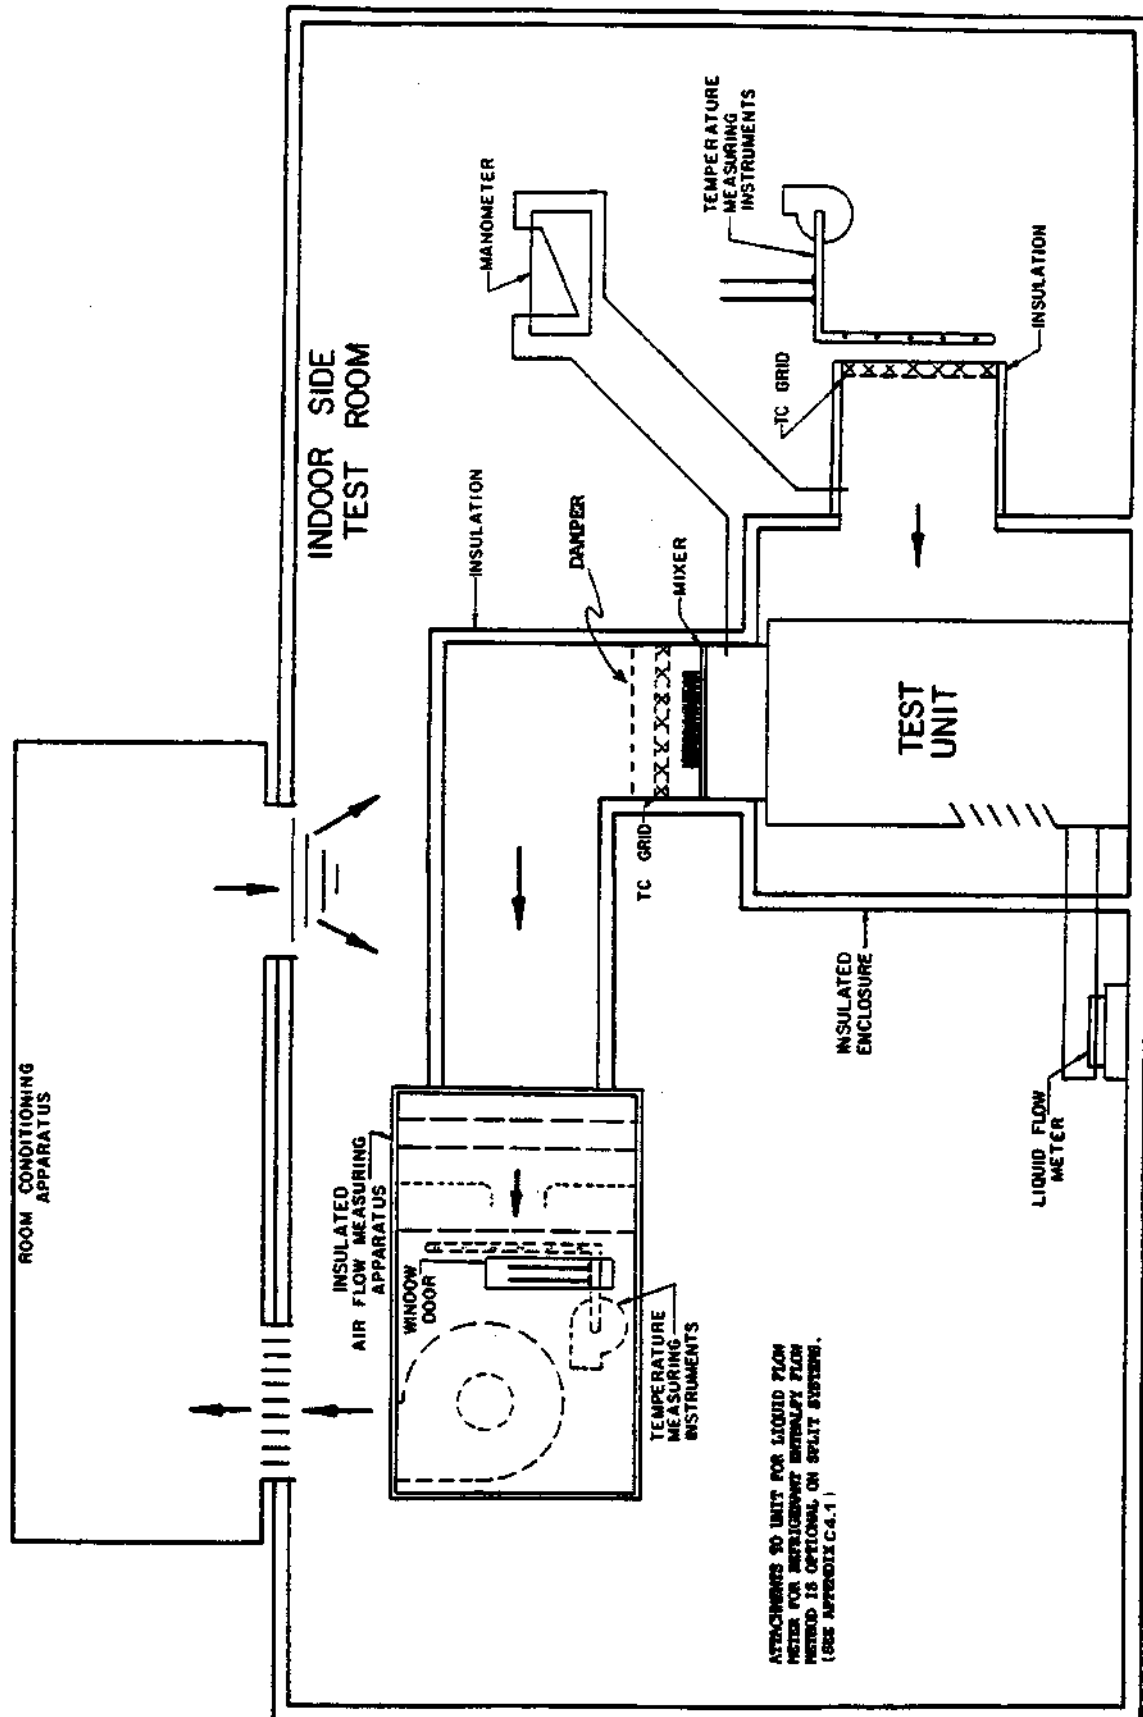 ROOM CONDITIONING
APPARATUS
INDOOR SIDE
TEST ROOM
MANOMETER
TEMPERATURE
MEASURING
INSTRUMENTS
INSULATION
DAMPER
MIXER
TC GRID
INSULATION
TC GRID
TEST
UNIT
INSULATED
AIR FLOW MEASURING
APPARATUS
WINDOW
DOOR
TEMPERATURE
MEASURING
INSTRUMENTS
INSULATED
ENCLOSURE
LIQUID FLOW
METER
ATTACHMENTS TO UNIT FOR LIQUID FLOW
METER FOR REFRIGERANT ENTHALPY FLOW
METHOD IS OPTIONAL ON SPLIT SYSTEMS.
(SEE APPENDIX C4.1)